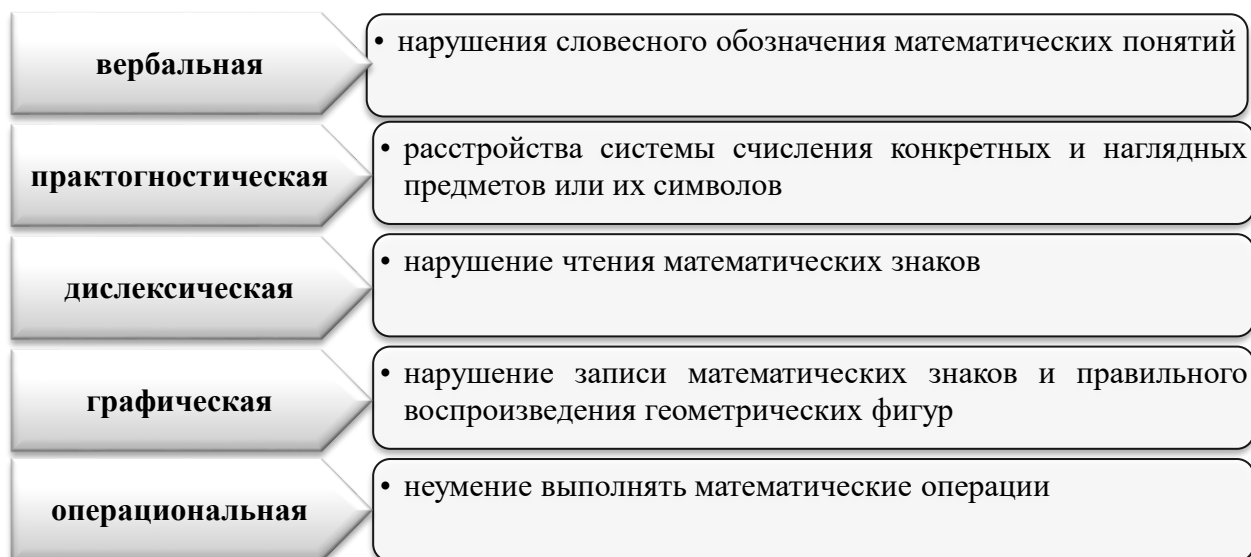 вербальная
• нарушения словесного обозначения математических понятий
практогностическая
• расстройства системы счисления конкретных и наглядных
предметов или их символов
дислексическая
• нарушение чтения математических знаков
графическая
• нарушение записи математических знаков и правильного
воспроизведения геометрических фигур
операциональная
• неумение выполнять математические операции